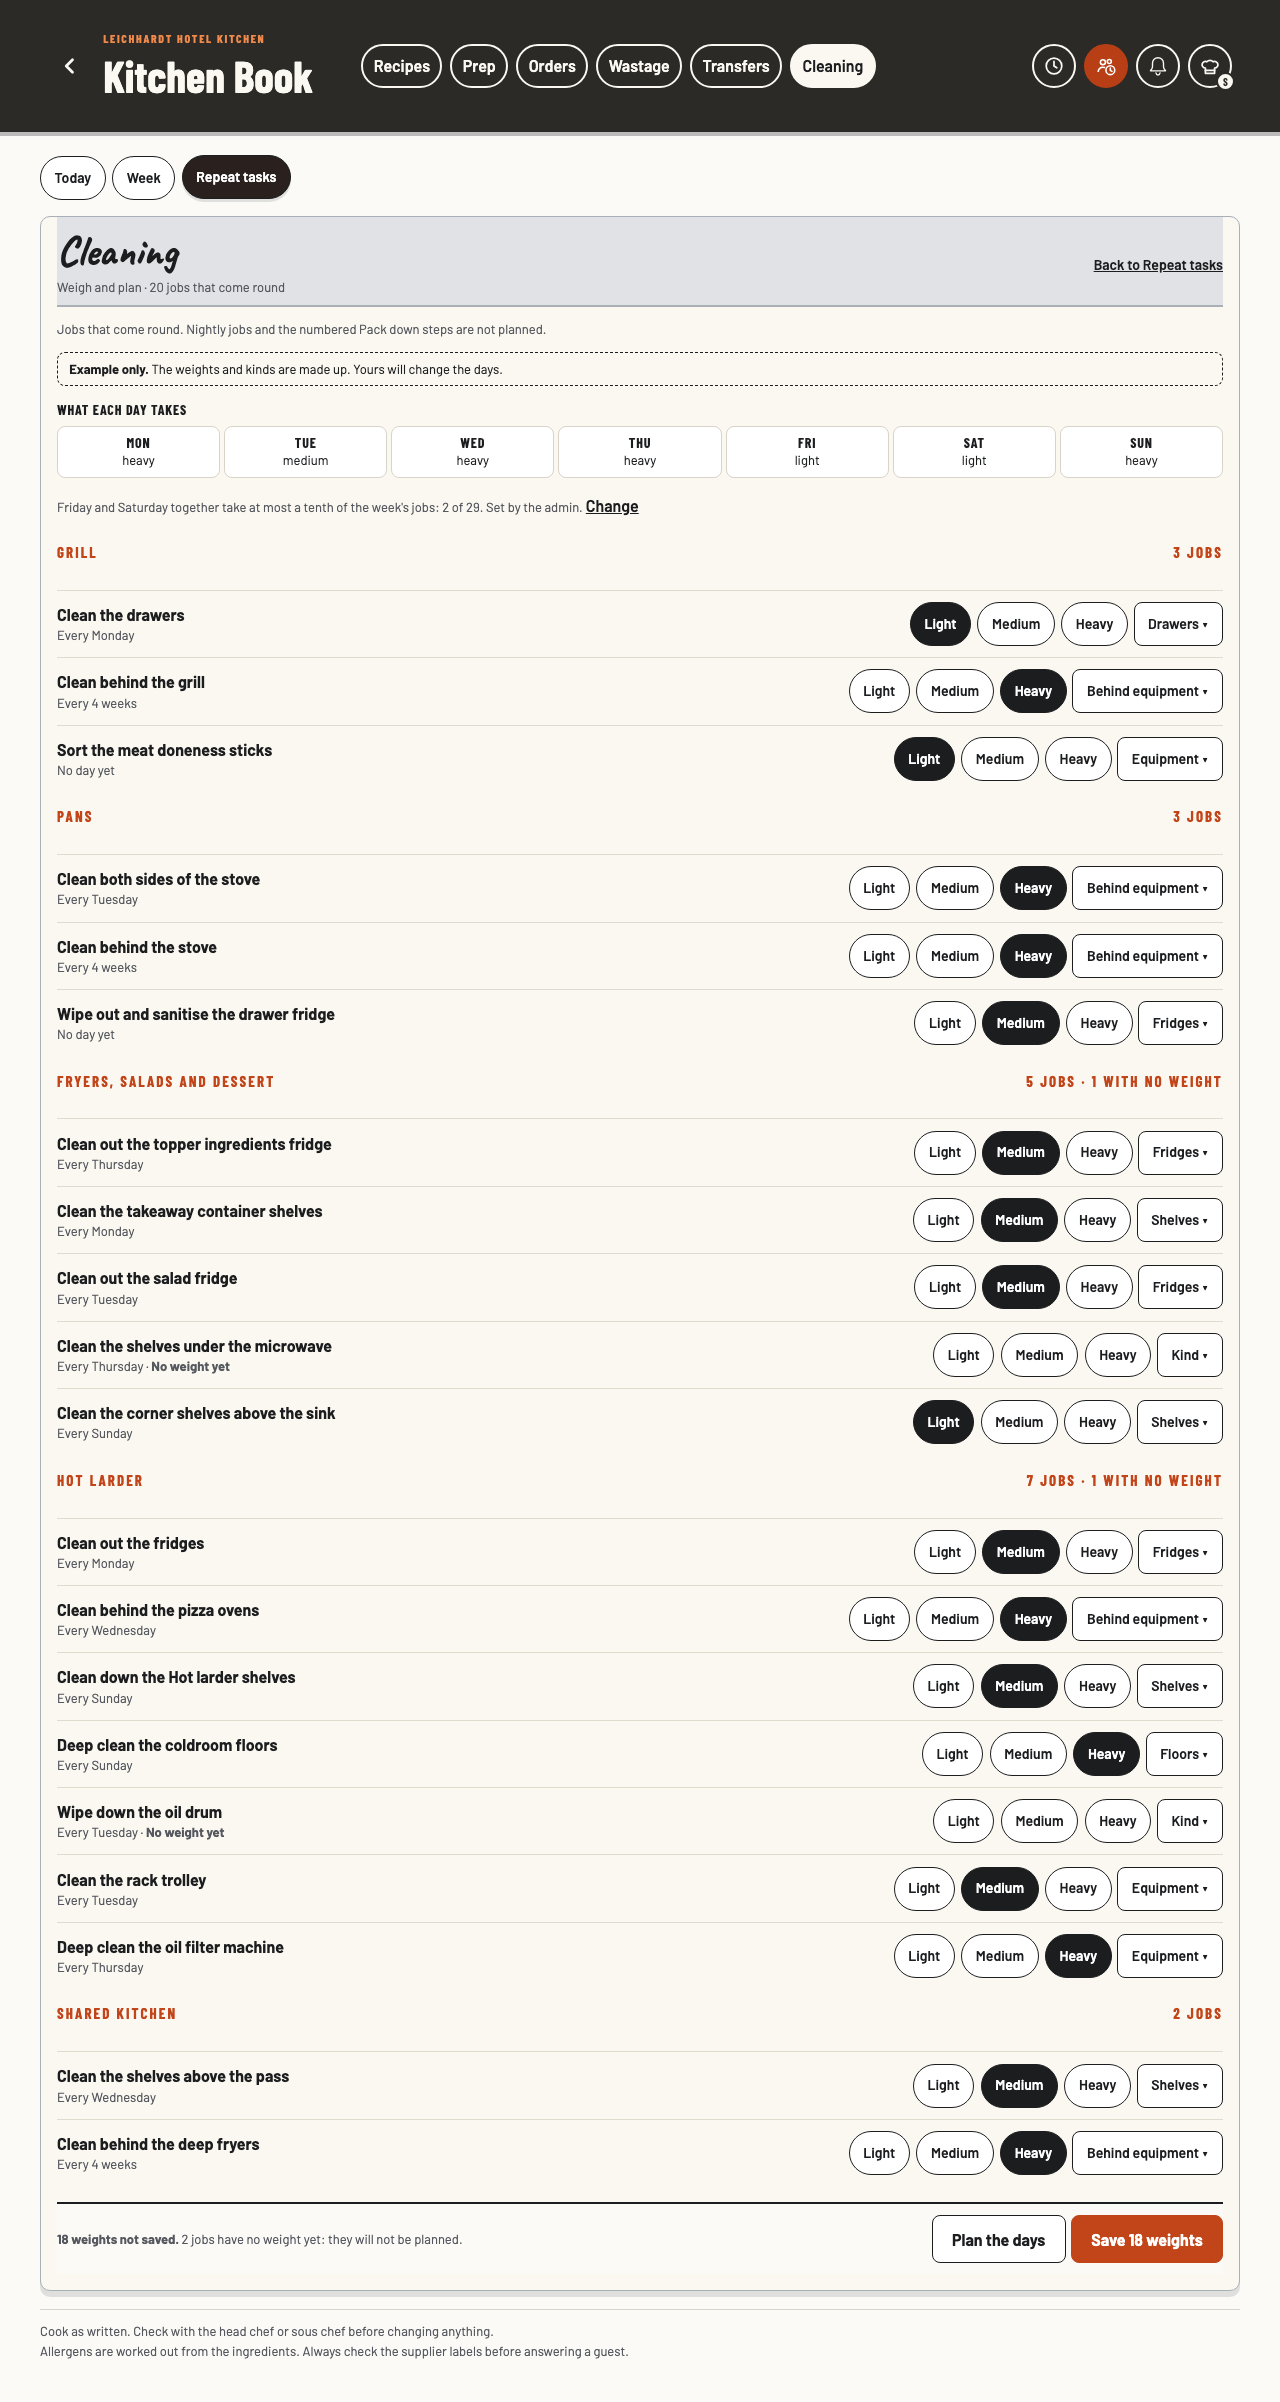 LEICHHARDT HOTEL KITCHEN
Kitchen Book
Recipes Prep Orders Wastage Transfers Cleaning
S
Today Week Repeat tasks
Cleaning
Back to Repeat tasks
Weigh and plan · 20 jobs that come round
Jobs that come round. Nightly jobs and the numbered Pack down steps are not planned.
Example only. The weights and kinds are made up. Yours will change the days.
WHAT EACH DAY TAKES
MON TUE WED THU FRI SAT SUN
heavy medium heavy heavy light light heavy
Friday and Saturday together take at most a tenth of the week's jobs: 2 of 29. Set by the admin. Change
GRILL 3 JOBS
Clean the drawers
Every Monday
Light Medium Heavy Drawers ▾
Clean behind the grill
Every 4 weeks
Light Medium Heavy Behind equipment ▾
Sort the meat doneness sticks
No day yet
Light Medium Heavy Equipment ▾
PANS 3 JOBS
Clean both sides of the stove
Every Tuesday
Light Medium Heavy Behind equipment ▾
Clean behind the stove
Every 4 weeks
Light Medium Heavy Behind equipment ▾
Wipe out and sanitise the drawer fridge
No day yet
Light Medium Heavy Fridges ▾
FRYERS, SALADS AND DESSERT 5 JOBS · 1 WITH NO WEIGHT
Clean out the topper ingredients fridge
Every Thursday
Light Medium Heavy Fridges ▾
Clean the takeaway container shelves
Every Monday
Light Medium Heavy Shelves ▾
Clean out the salad fridge
Every Tuesday
Light Medium Heavy Fridges ▾
Clean the shelves under the microwave
Every Thursday · No weight yet
Light Medium Heavy Kind ▾
Clean the corner shelves above the sink
Every Sunday
Light Medium Heavy Shelves ▾
HOT LARDER 7 JOBS · 1 WITH NO WEIGHT
Clean out the fridges
Every Monday
Light Medium Heavy Fridges ▾
Clean behind the pizza ovens
Every Wednesday
Light Medium Heavy Behind equipment ▾
Clean down the Hot larder shelves
Every Sunday
Light Medium Heavy Shelves ▾
Deep clean the coldroom floors
Every Sunday
Light Medium Heavy Floors ▾
Wipe down the oil drum
Every Tuesday · No weight yet
Light Medium Heavy Kind ▾
Clean the rack trolley
Every Tuesday
Light Medium Heavy Equipment ▾
Deep clean the oil filter machine
Every Thursday
Light Medium Heavy Equipment ▾
SHARED KITCHEN 2 JOBS
Clean the shelves above the pass
Every Wednesday
Light Medium Heavy Shelves ▾
Clean behind the deep fryers
Every 4 weeks
Light Medium Heavy Behind equipment ▾
18 weights not saved. 2 jobs have no weight yet: they will not be planned.
Plan the days Save 18 weights
Cook as written. Check with the head chef or sous chef before changing anything.
Allergens are worked out from the ingredients. Always check the supplier labels before answering a guest.